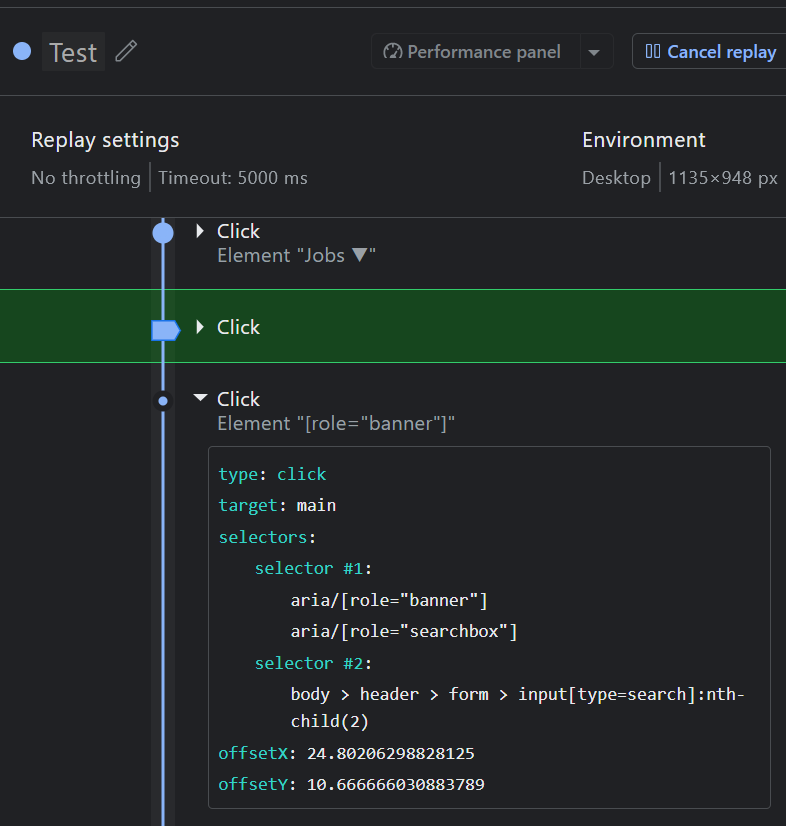 Test
Performance panel
Cancel replay
Replay settings
Environment
No throttling
Timeout: 5000 ms
Desktop
1135×948 px
Click
Element "Jobs ▼"
Click
Click
Element "[role="banner"]"
type: click
target: main
selectors:
selector #1:
aria/[role="banner"]
aria/[role="searchbox"]
selector #2:
body > header > form > input[type=search]:nth-
child(2)
offsetX: 24.80206298828125
offsetY: 10.666666030883789